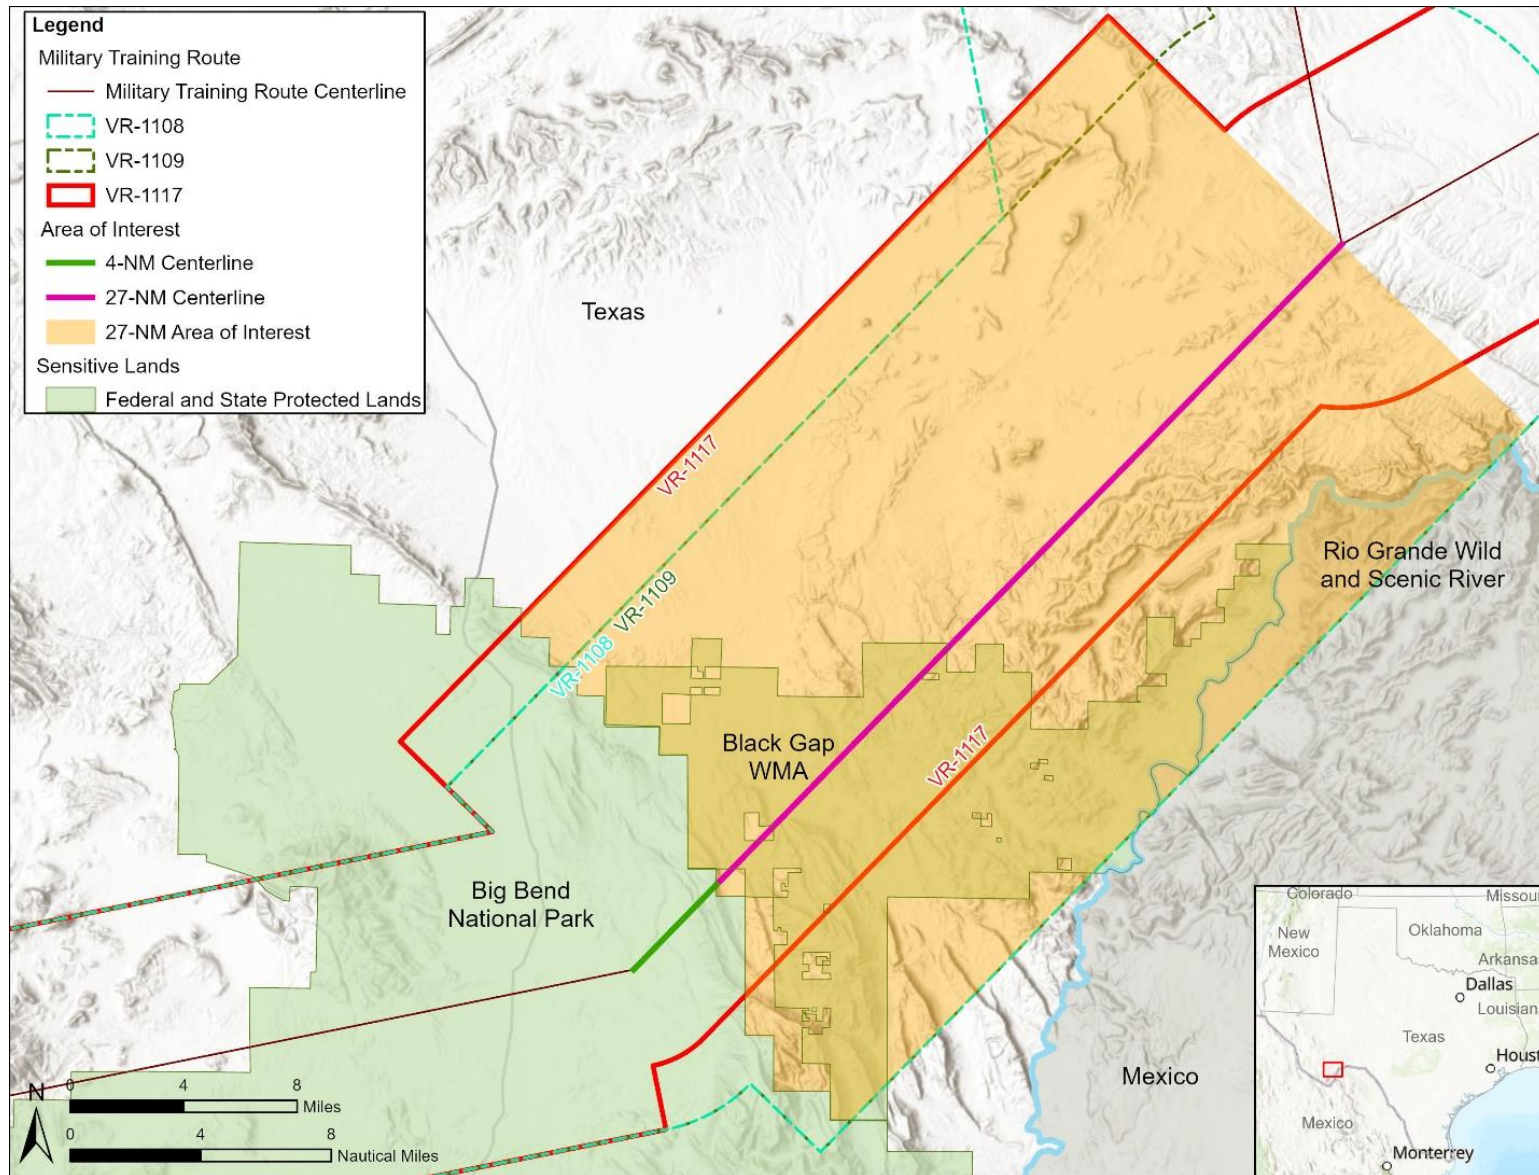 Legend
Military Training Route
Military Training Route Centerline
VR-1108
VR-1109
VR-1117
Area of Interest
4-NM Centerline
27-NM Centerline
27-NM Area of Interest
Sensitive Lands
Federal and State Protected Lands
Texas
VR-1117
VR-1109
VR-1108
Rio Grande Wild
and Scenic River
Black Gap
WMA
VR-1117
Big Bend
National Park
Mexico
N
0 4 8
Miles
0 4 8
Nautical Miles
Colorado
Missour
New
Mexico
Oklahoma
Arkansa
Dallas
Louisian
Texas
Houst
Mexico
Monterrey